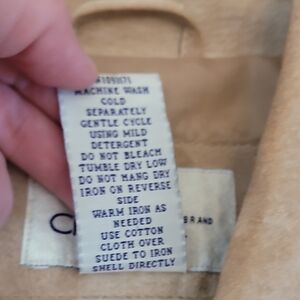 MACHINE WASH
COLD
SEPARATELY
GENTLE CYCLE
USING MILD
DETERGENT
DO NOT BLEACH
TUMBLE DRY LOW
DO NOT HANG DRY
IRON ON REVERSE
SIDE
WARM IRON AS
NEEDED
USE COTTON
CLOTH OVER
SUEDE TO IRON
SHELL DIRECTLY
BRAND